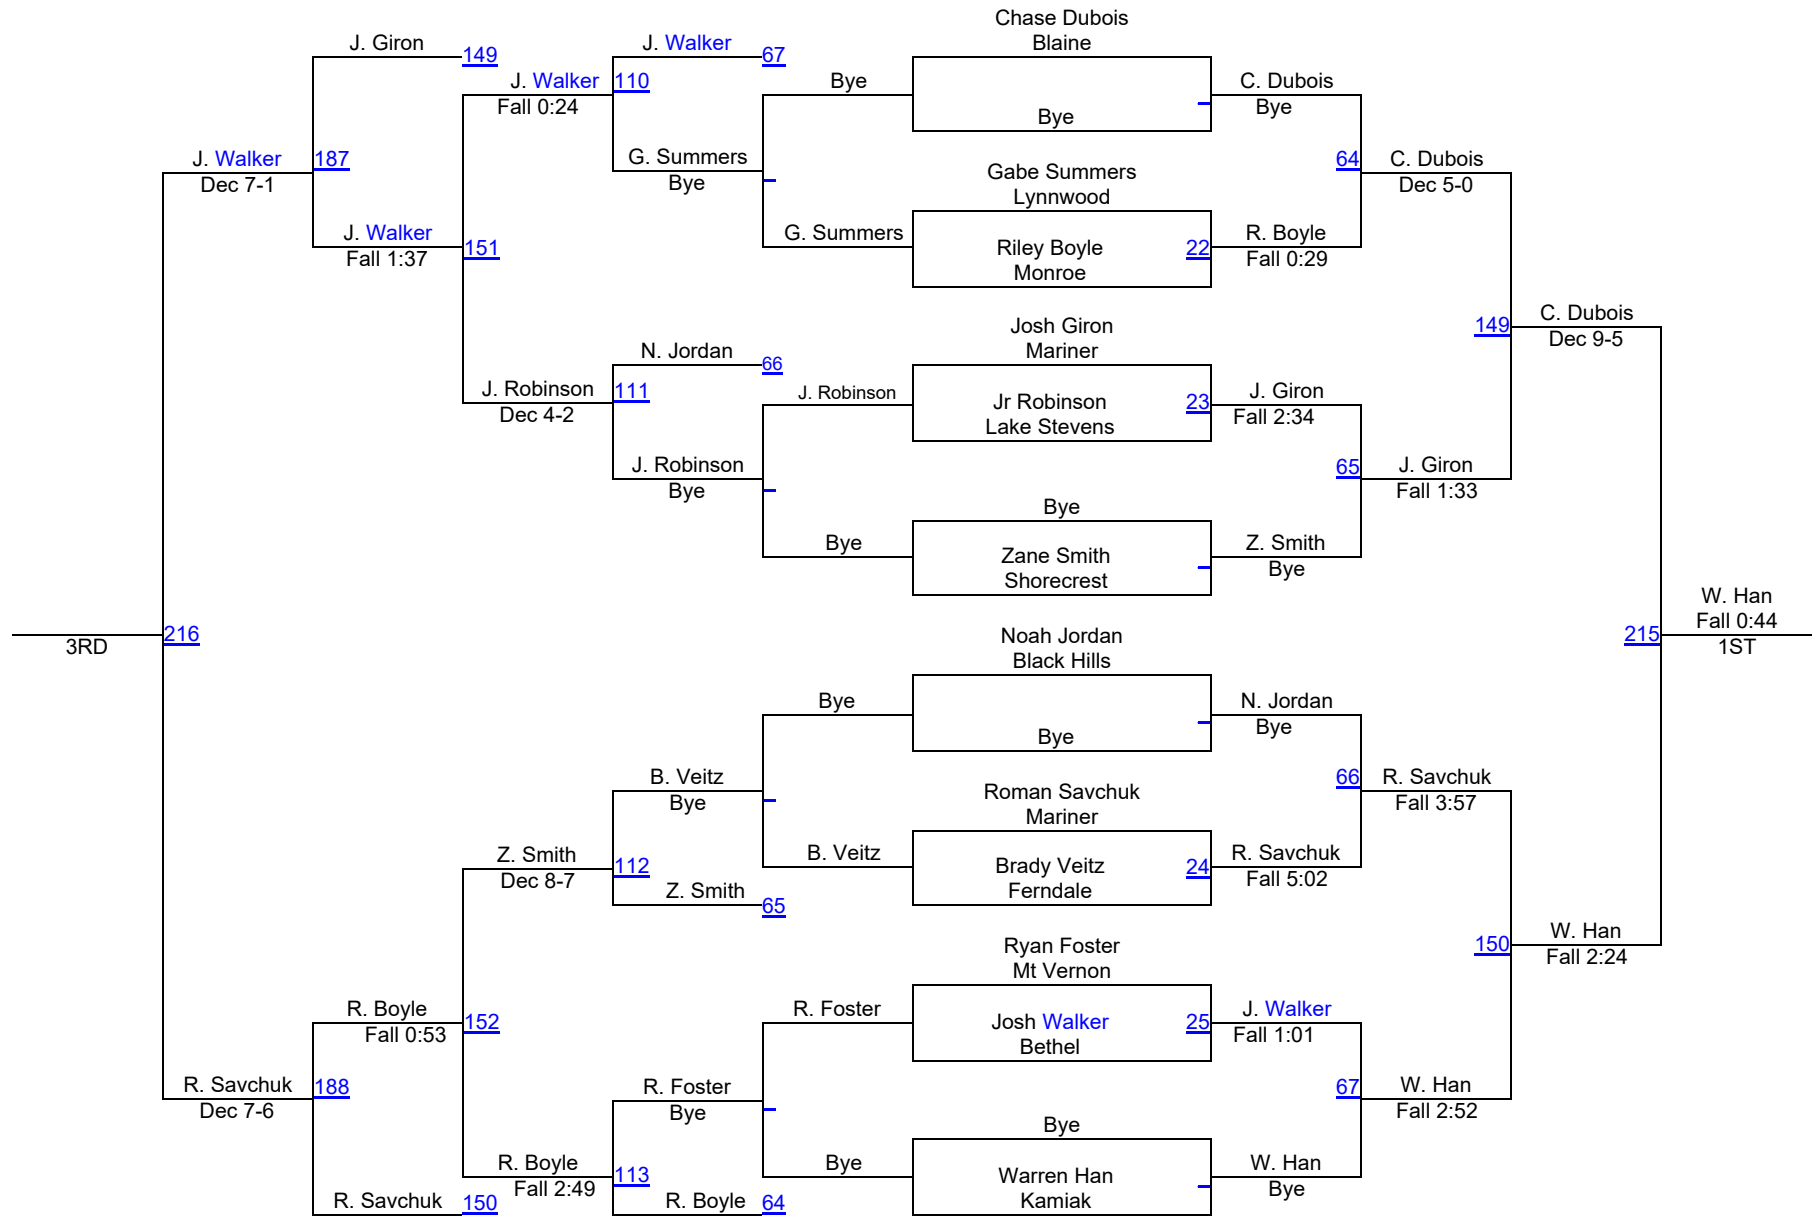 Chase Dubois
Blaine
J. Giron
149
J. Walker
67
J. Walker
110
Fall 0:24
Bye
C. Dubois
Bye
Bye
G. Summers
Bye
J. Walker
187
Dec 7-1
Gabe Summers
Lynnwood
64
C. Dubois
Dec 5-0
J. Walker
151
Fall 1:37
G. Summers
Riley Boyle
Monroe
22
R. Boyle
Fall 0:29
Josh Giron
Mariner
149
C. Dubois
Dec 9-5
N. Jordan
66
J. Robinson
111
Dec 4-2
J. Robinson
Jr Robinson
Lake Stevens
23
J. Giron
Fall 2:34
J. Robinson
Bye
65
J. Giron
Fall 1:33
Bye
Bye
Zane Smith
Shorecrest
Z. Smith
Bye
3RD
216
Noah Jordan
Black Hills
215
W. Han
Fall 0:44
1ST
Bye
Bye
N. Jordan
Bye
B. Veitz
Bye
Roman Savchuk
Mariner
66
R. Savchuk
Fall 3:57
Z. Smith
112
Dec 8-7
B. Veitz
Brady Veitz
Ferndale
24
R. Savchuk
Fall 5:02
Z. Smith
65
Ryan Foster
Mt Vernon
150
W. Han
Fall 2:24
R. Boyle
152
Fall 0:53
R. Foster
Josh Walker
Bethel
25
J. Walker
Fall 1:01
R. Savchuk
188
Dec 7-6
R. Foster
Bye
67
W. Han
Fall 2:52
Bye
R. Boyle
113
Fall 2:49
Bye
Warren Han
Kamiak
W. Han
Bye
R. Savchuk
150
R. Boyle
64